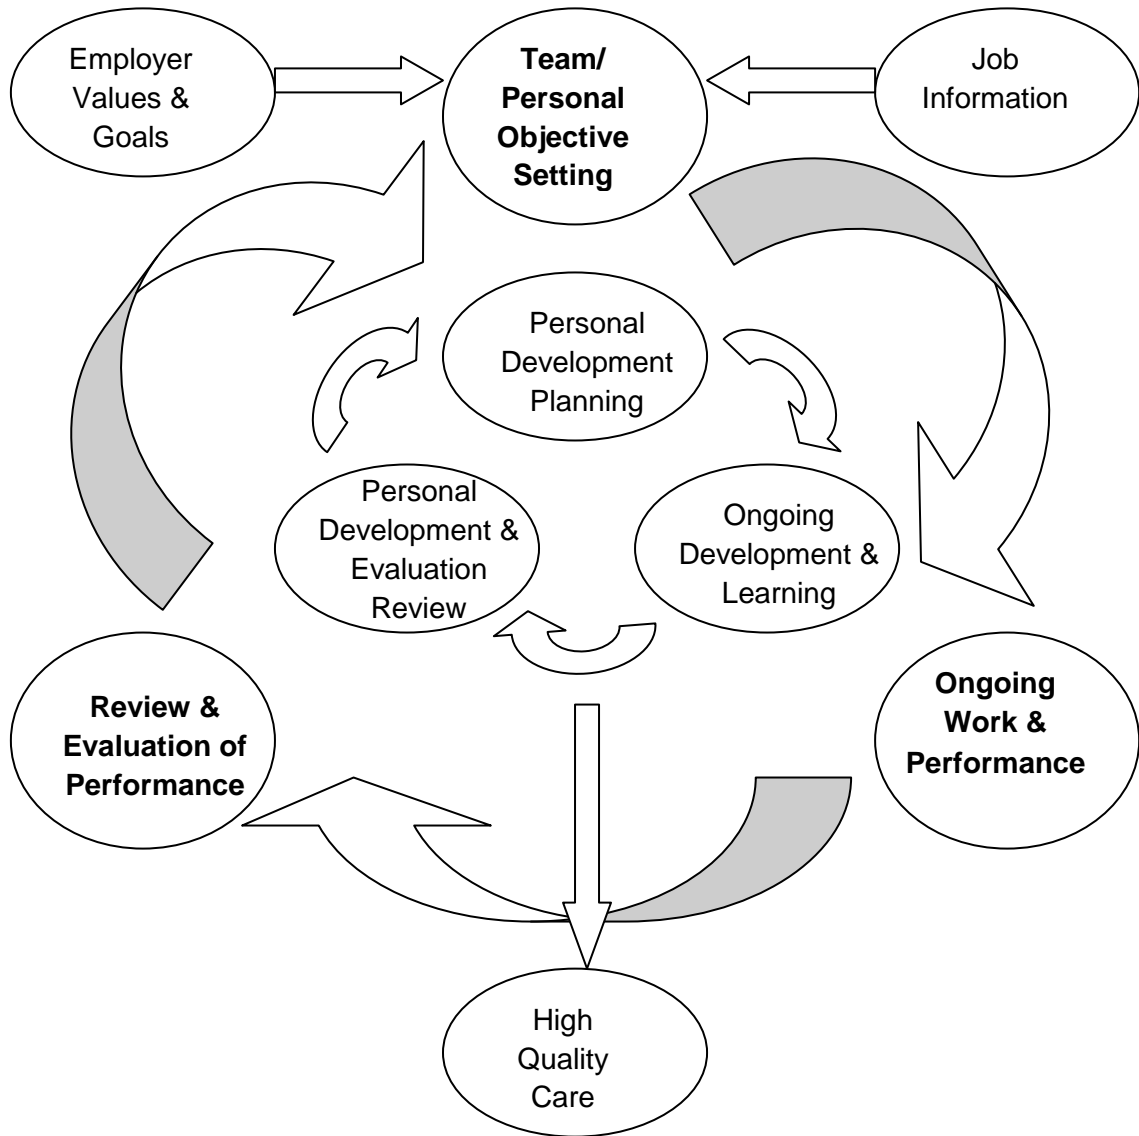 Employer
Values &
Goals
Team/
Personal
Objective
Setting
Job
Information
Personal
Development
Planning
Personal
Development &
Evaluation
Review
Ongoing
Development &
Learning
Review &
Evaluation of
Performance
Ongoing
Work &
Performance
High
Quality
Care